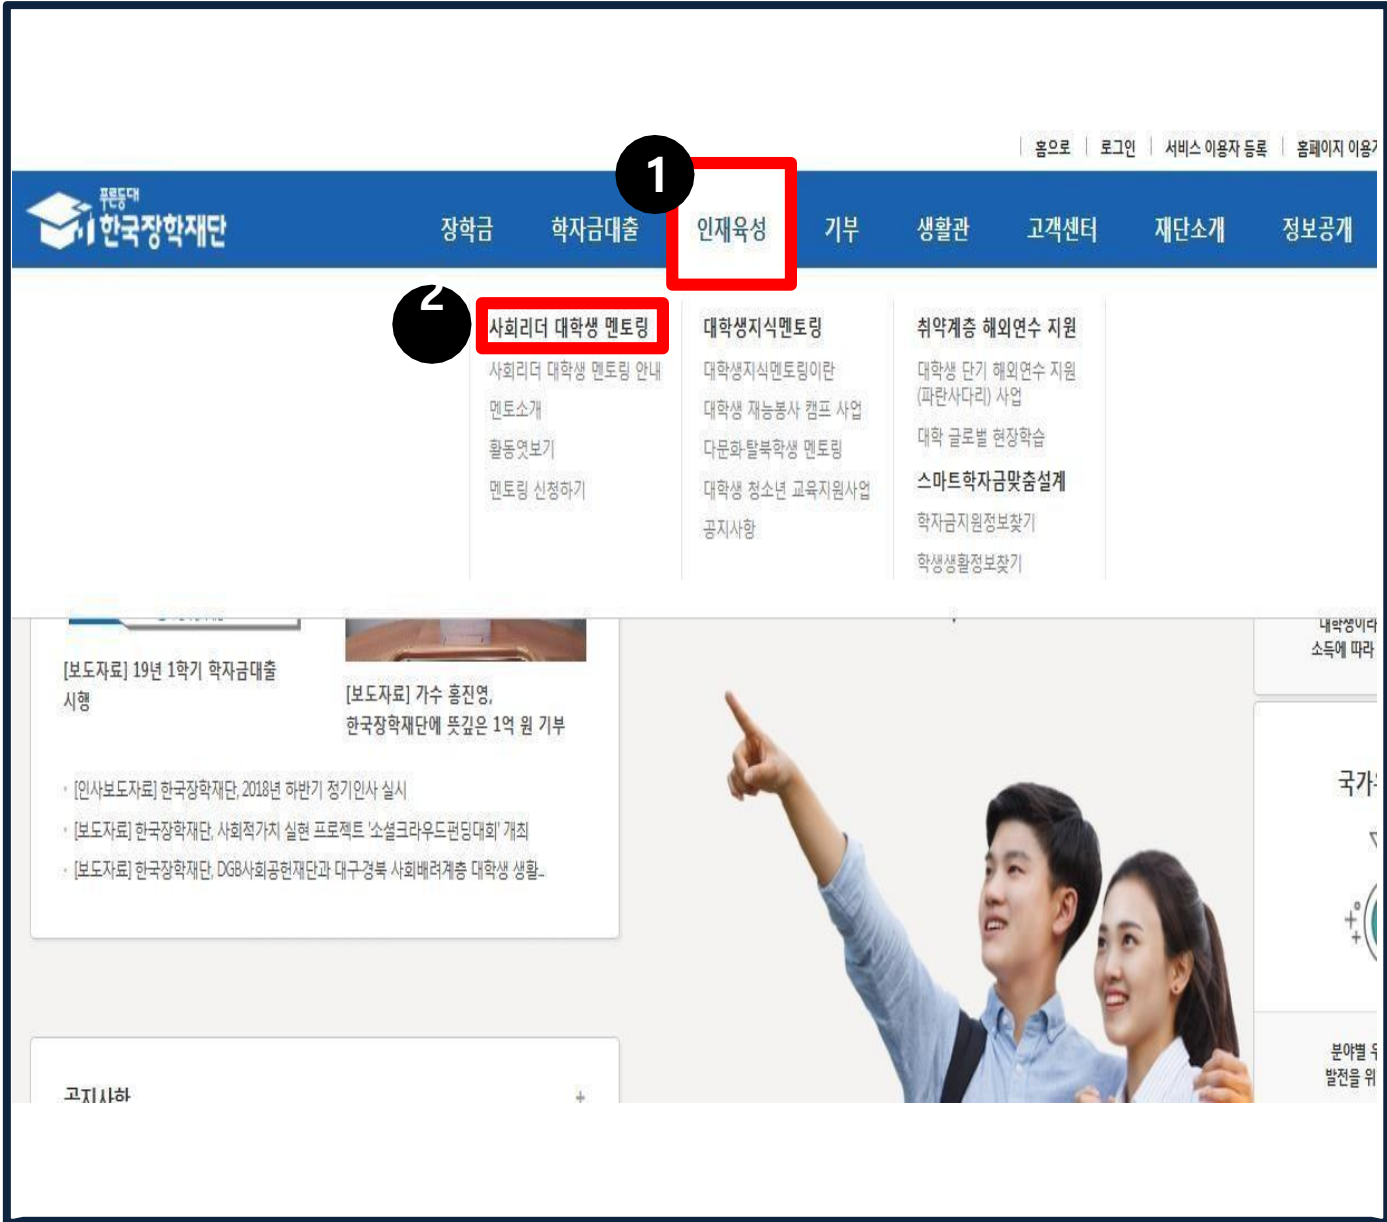 홈으로 로그인 서비스 이용자 등록 홈페이지 이용
1
푸른등대
한국장학재단
장학금 학자금대출 인재육성 기부 생활관 고객센터 재단소개 정보공개
2
사회리더 대학생 멘토링
사회리더 대학생 멘토링 안내
멘토소개
활동엿보기
멘토링 신청하기
대학생지식멘토링
대학생지식멘토링이란
대학생 재능봉사 캠프 사업
다문화·탈북학생 멘토링
대학생 청소년 교육지원사업
공지사항
취약계층 해외연수 지원
대학생 단기 해외연수 지원
(파란사다리) 사업
대학 글로벌 현장학습
스마트학자금맞춤설계
학자금지원정보찾기
학생생활정보찾기
[보도자료] 19년 1학기 학자금대출
시행
[보도자료] 가수 홍진영,
한국장학재단에 뜻깊은 1억 원 기부
· [인사보도자료] 한국장학재단, 2018년 하반기 정기인사 실시
· [보도자료] 한국장학재단, 사회적가치 실현 프로젝트 '소셜크라우드펀딩대회' 개최
· [보도자료] 한국장학재단, DGB사회공헌재단과 대구·경북 사회배려계층 대학생 생활...
공지사항 +
대학생이라
소득에 따라
국가
분야별
발전을 위